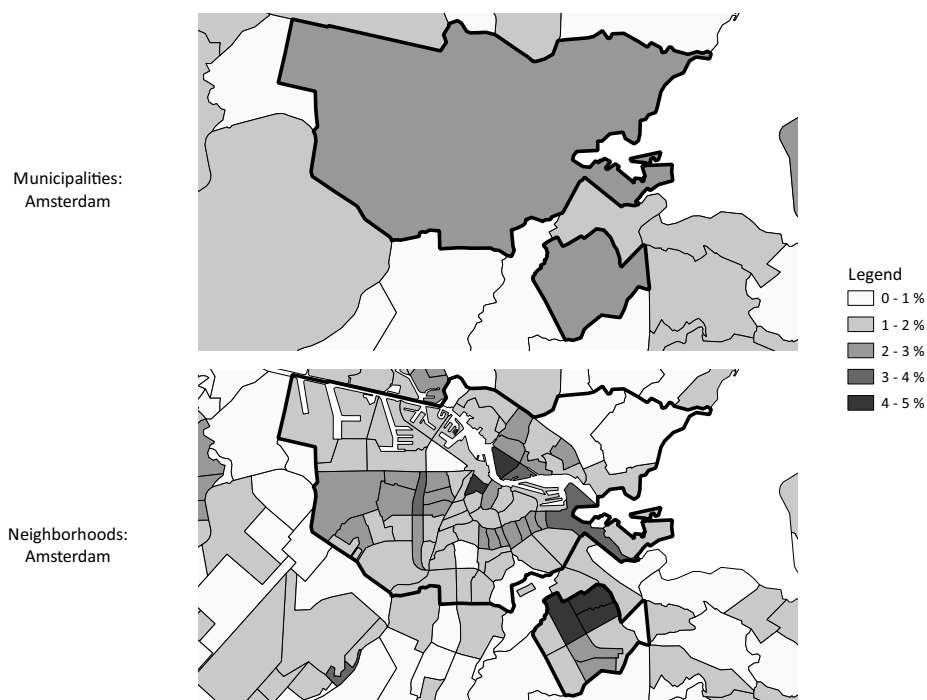 Municipalities:
Amsterdam
Legend
0 - 1 %
1 - 2 %
2 - 3 %
3 - 4 %
4 - 5 %
Neighborhoods:
Amsterdam